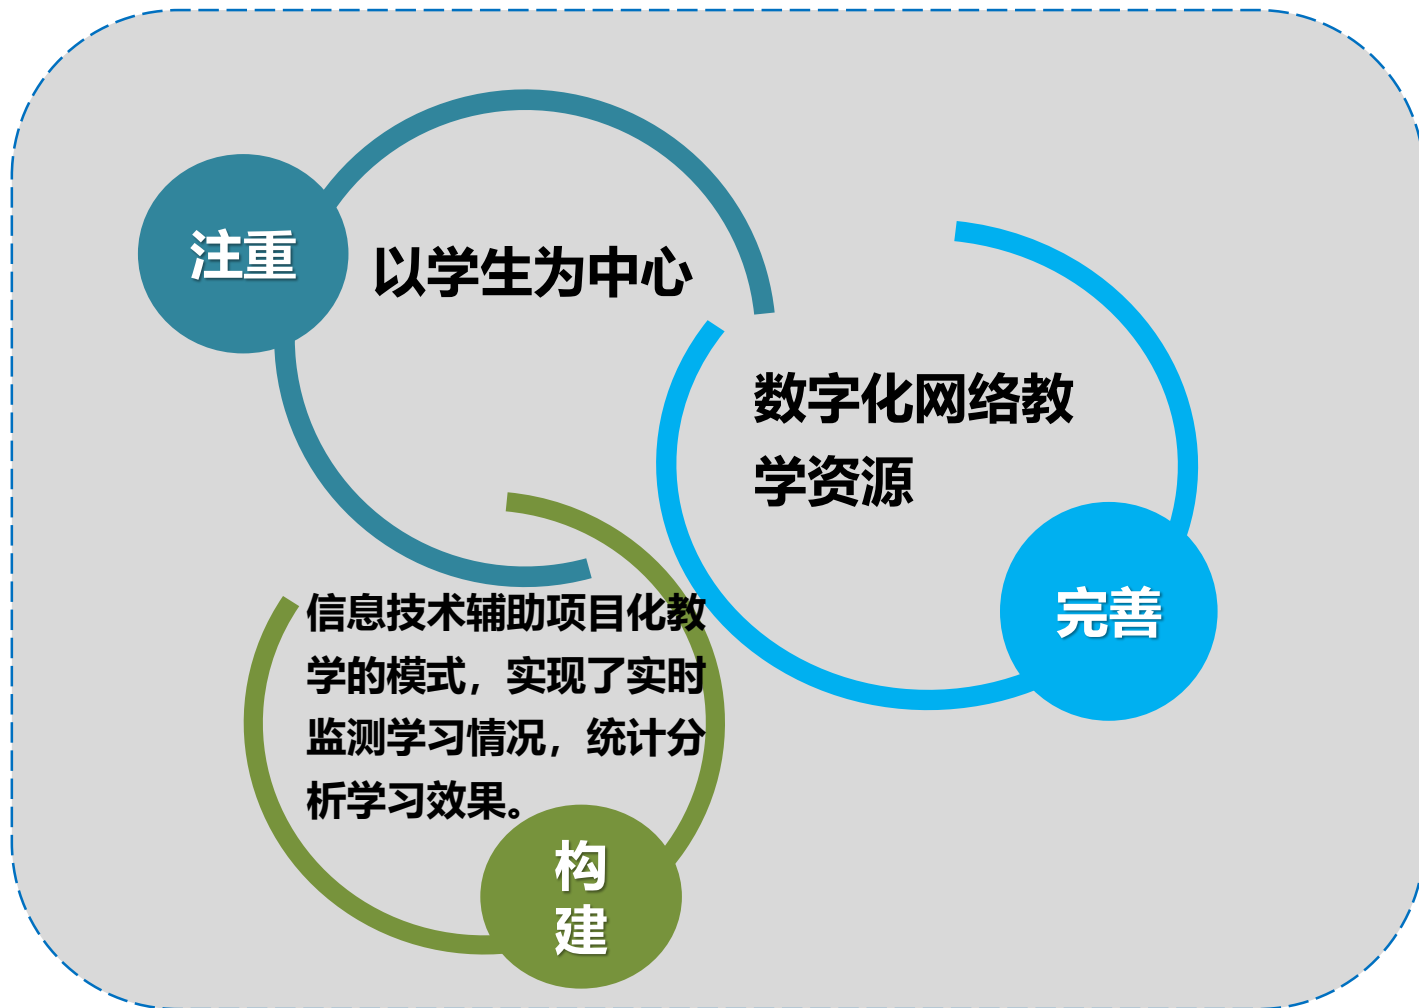 注重
以学生为中心
数字化网络教
学资源
完善
信息技术辅助项目化教
学的模式，实现了实时
监测学习情况，统计分
析学习效果。
构
建